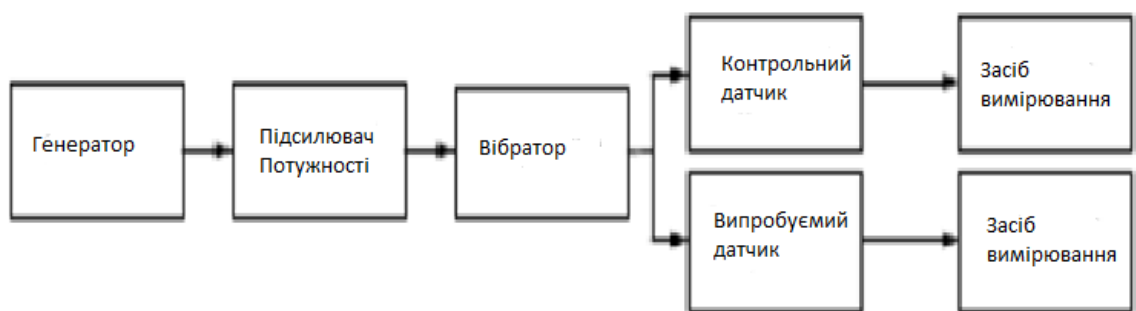 Генератор
Підсилювач
Потужності
Вібратор
Контрольний
датчик
Засіб
вимірювання
Випробуємий
датчик
Засіб
вимірювання